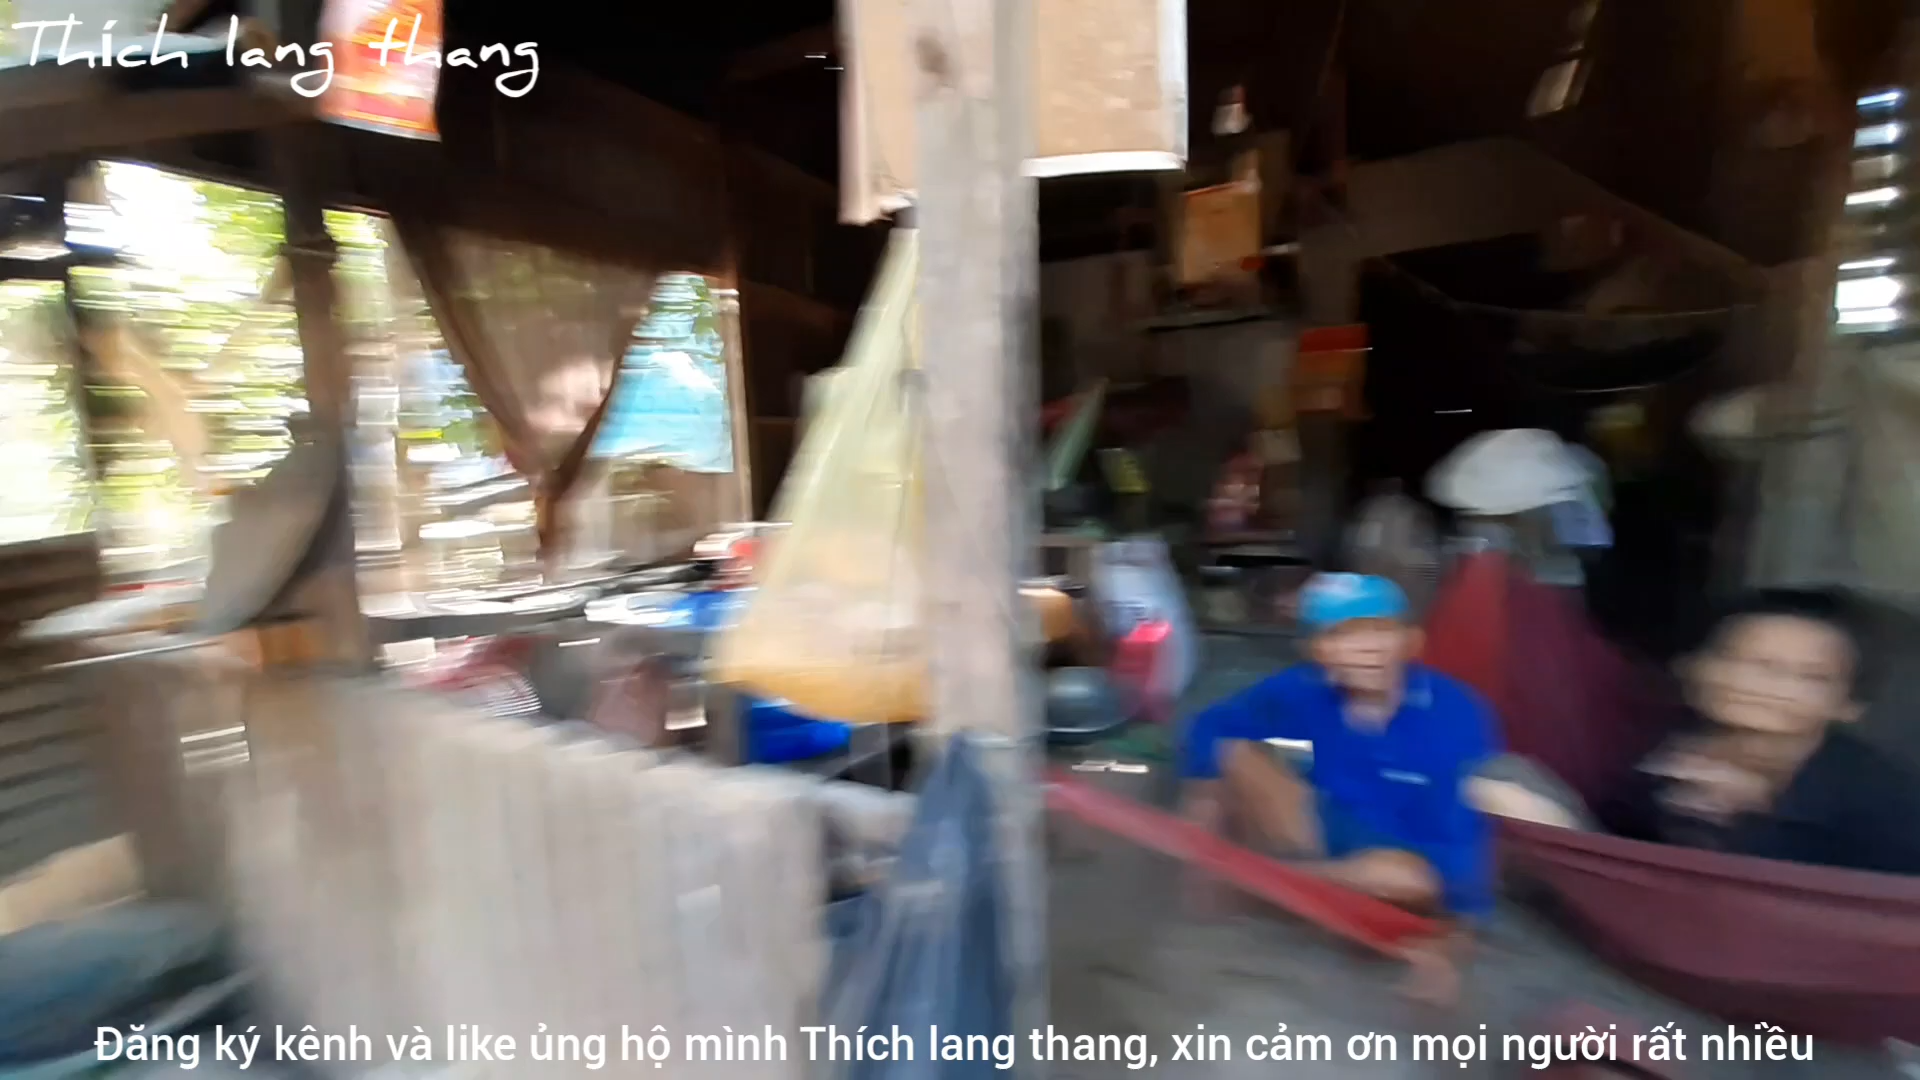 Thích lang thang
Đăng ký kênh và like ủng hộ mình Thích lang thang, xin cảm ơn mọi người rất nhiều